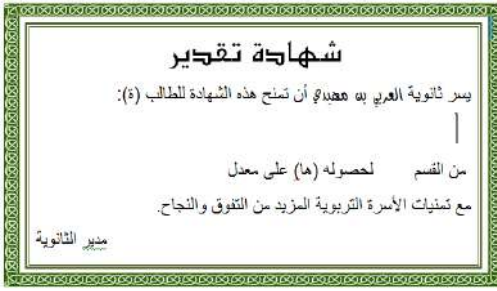 شهادة تقدير
يسر ثانوية العربي بن مهيدي أن تمنح هذه الشهادة للطالب (ة):
من القسم لحصوله (ها) على معدل
مع تمنيات الأسرة التربوية المزيد من التفوق والنجاح.
مدير الثانوية